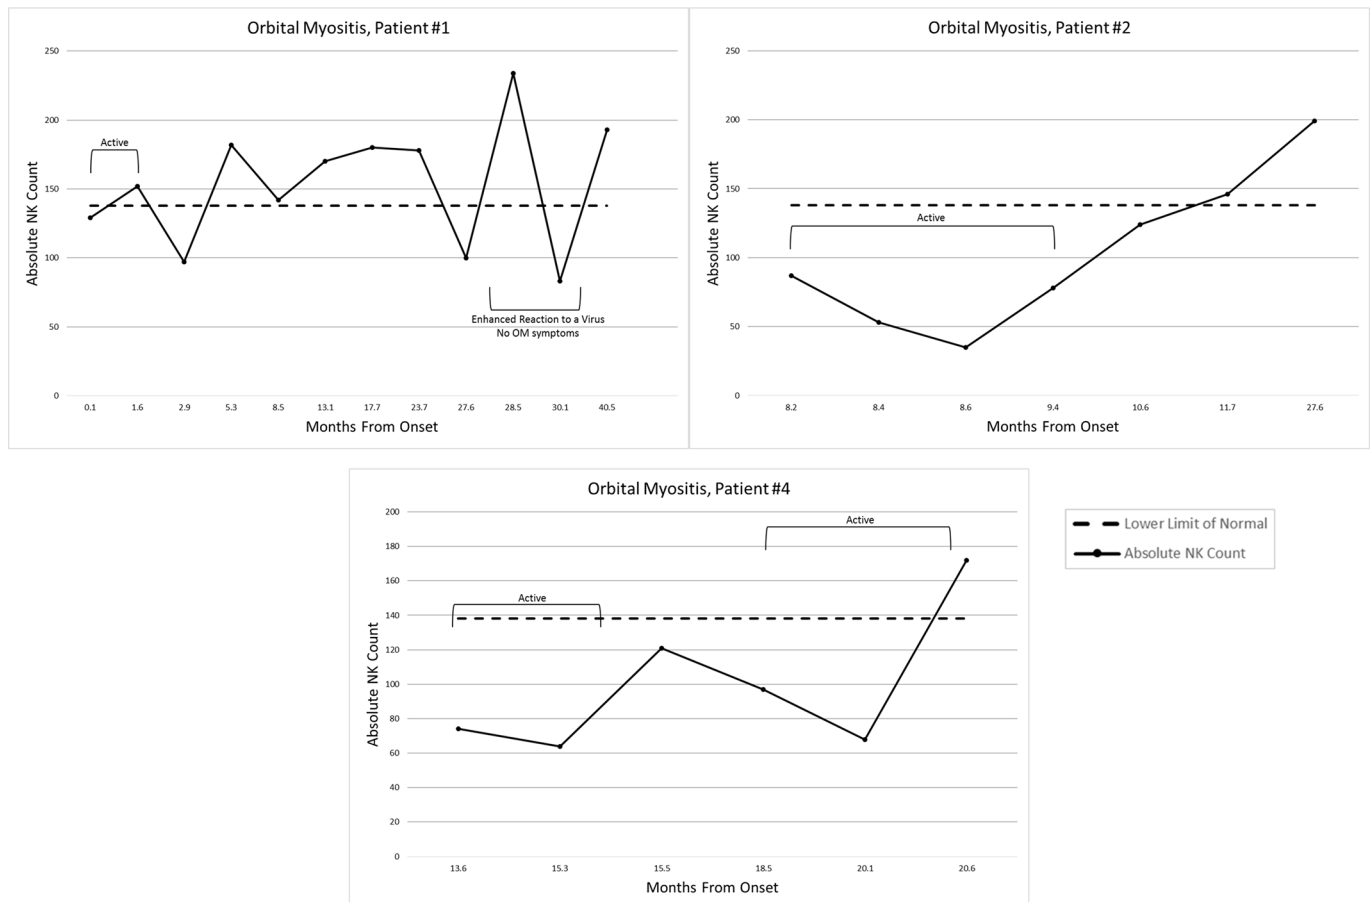 Orbital Myositis, Patient #1
250
200
150
100
50
0
Absolute NK Count
Active
Enhanced Reaction to a Virus
No OM symptoms
0.1 1.6 2.9 5.3 8.5 13.1 17.7 23.7 27.6 28.5 30.1 40.5
Months From Onset
Orbital Myositis, Patient #2
250
200
150
100
50
0
Absolute NK Count
Active
8.2 8.4 8.6 9.4 10.6 11.7 27.6
Months From Onset
Orbital Myositis, Patient #4
200
180
160
140
120
100
80
60
40
20
0
Absolute NK Count
Active
Active
13.6 15.3 15.5 18.5 20.1 20.6
Months From Onset
Lower Limit of Normal
Absolute NK Count